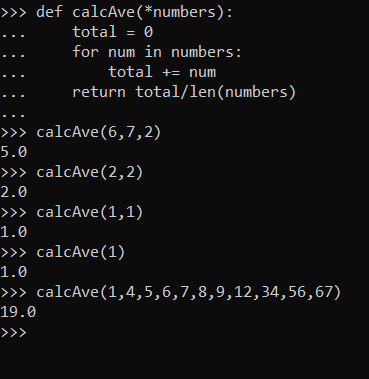 >>> def calcAve(*numbers):
...     total = 0
...     for num in numbers:
...         total += num
...     return total/len(numbers)
...
>>> calcAve(6,7,2)
5.0
>>> calcAve(2,2)
2.0
>>> calcAve(1,1)
1.0
>>> calcAve(1)
1.0
>>> calcAve(1,4,5,6,7,8,9,12,34,56,67)
19.0
>>>